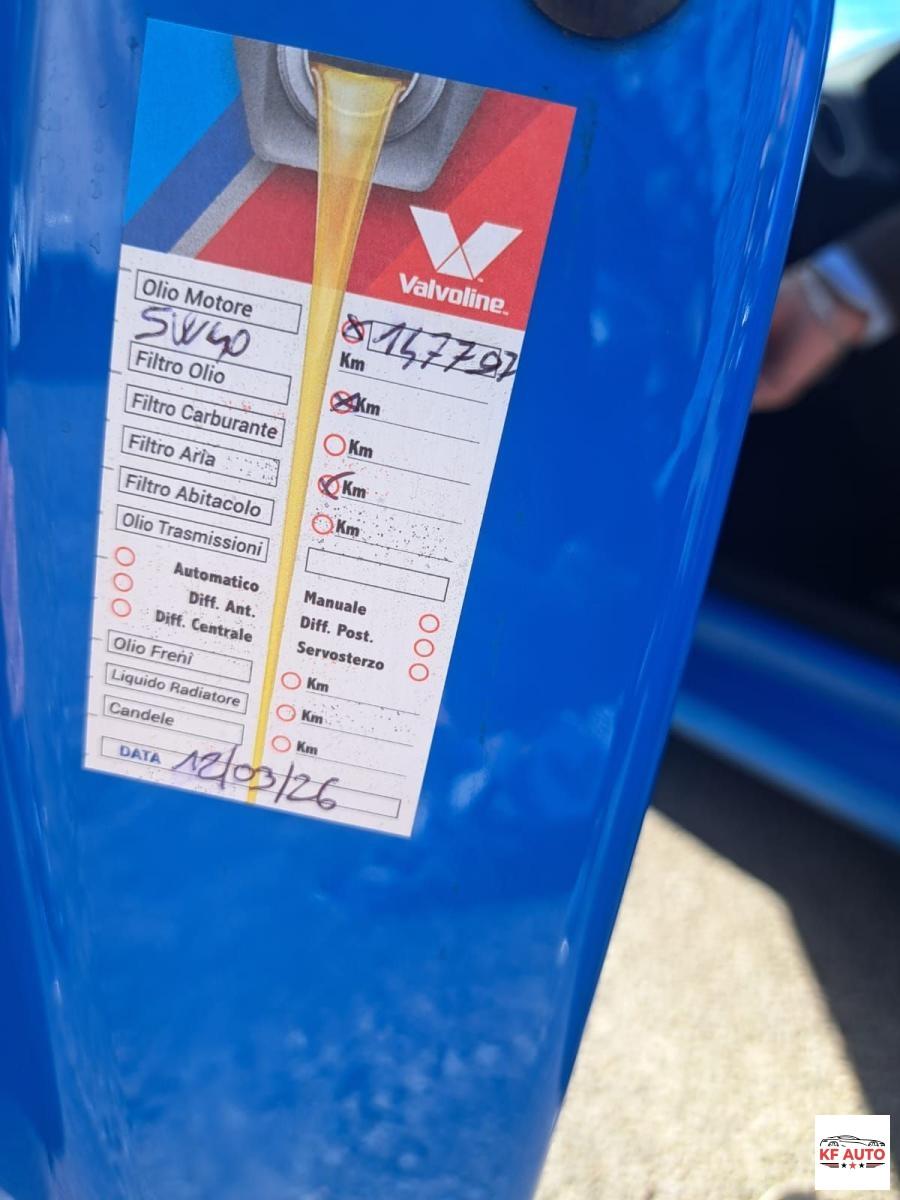 Valvoline™
Olio Motore
5W40
147797
Km
Filtro Olio
Km
Filtro Carburante
Km
Filtro Aria
Km
Filtro Abitacolo
Km
Olio Trasmissioni
Automatico
Manuale
Diff. Ant.
Diff. Post.
Diff. Centrale
Servosterzo
Olio Freni
Km
Liquido Radiatore
Km
Candele
Km
DATA 12/03/26
KF AUTO